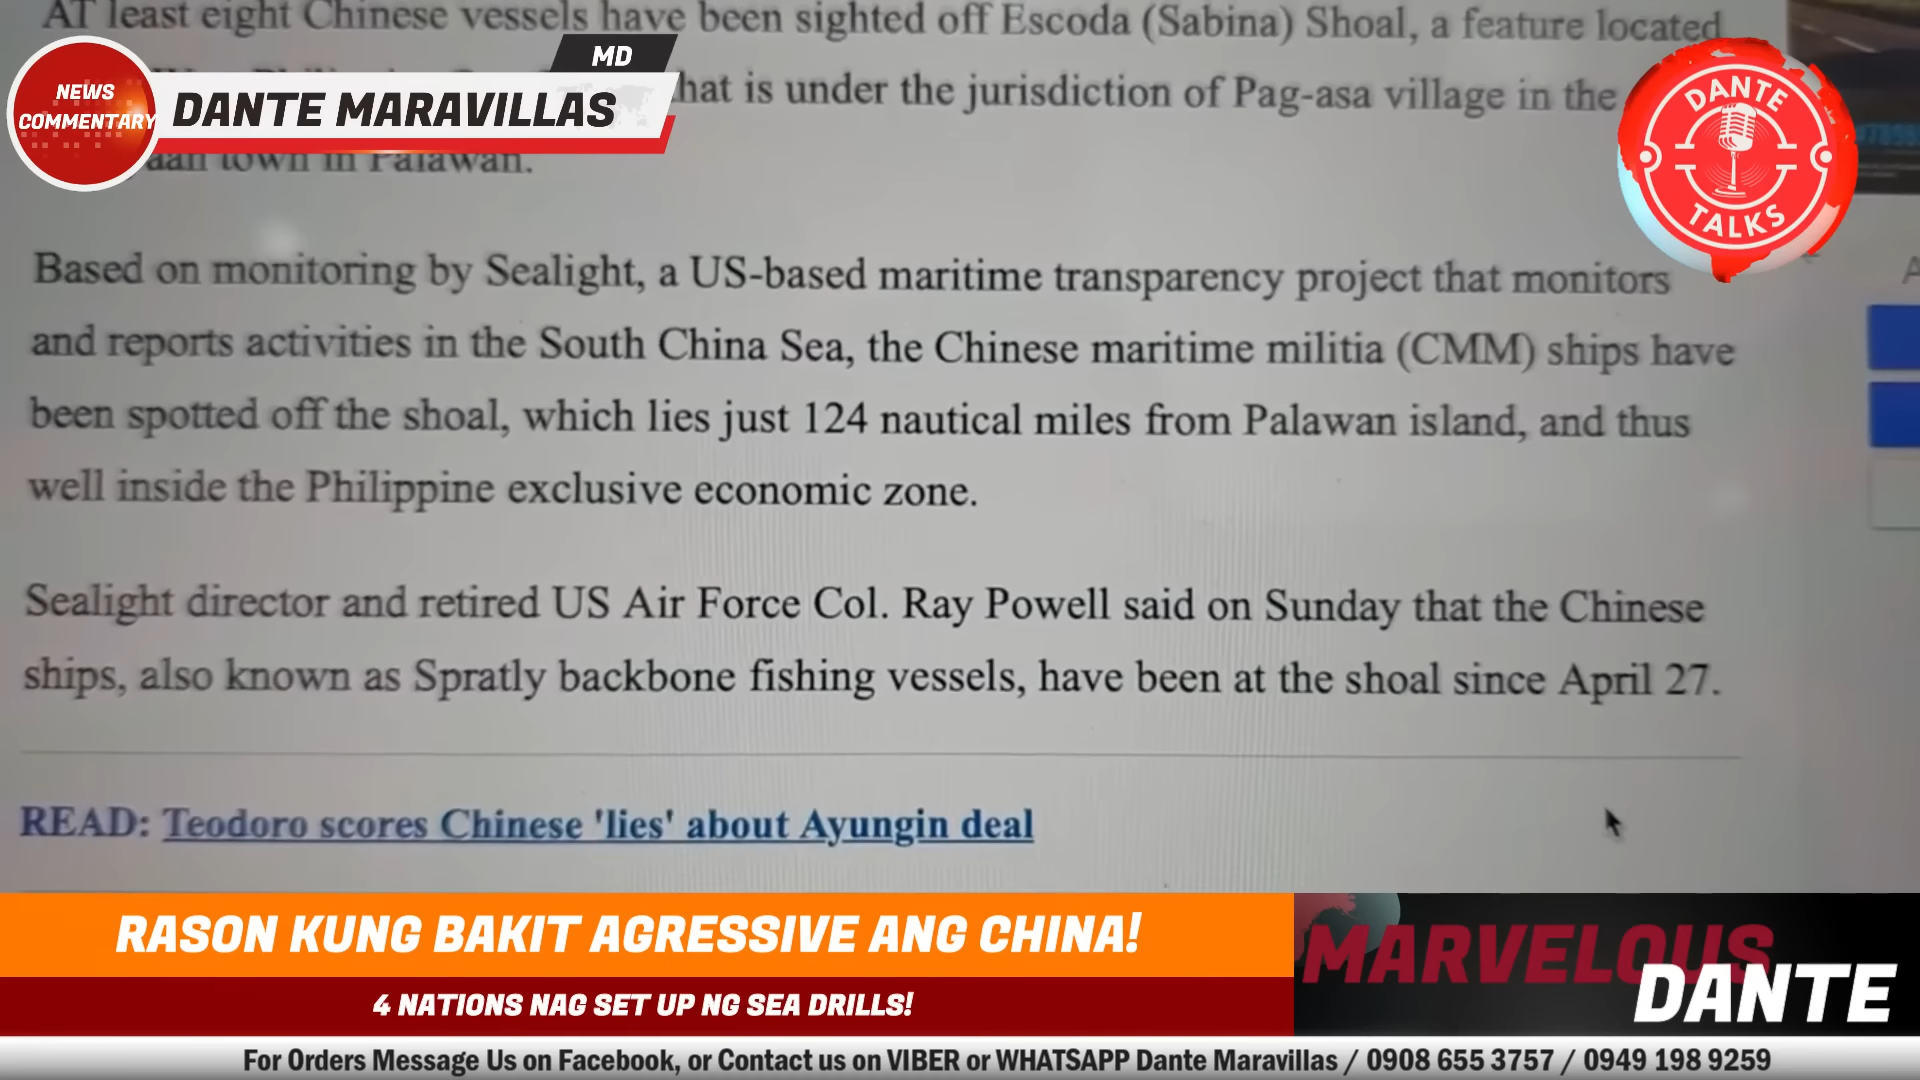 AT least eight Chinese vessels have been sighted off Escoda (Sabina) Shoal, a feature located
MD
NEWS
COMMENTARY
DANTE MARAVILLAS
that is under the jurisdiction of Pag-asa village in the
town in Palawan.
DANTE
TALKS
Based on monitoring by Sealight, a US-based maritime transparency project that monitors
and reports activities in the South China Sea, the Chinese maritime militia (CMM) ships have
been spotted off the shoal, which lies just 124 nautical miles from Palawan island, and thus
well inside the Philippine exclusive economic zone.
Sealight director and retired US Air Force Col. Ray Powell said on Sunday that the Chinese
ships, also known as Spratly backbone fishing vessels, have been at the shoal since April 27.
READ: Teodoro scores Chinese 'lies' about Ayungin deal
RASON KUNG BAKIT AGRESSIVE ANG CHINA!
4 NATIONS NAG SET UP NG SEA DRILLS!
MARVELOUS
DANTE
For Orders Message Us on Facebook, or Contact us on VIBER or WHATSAPP Dante Maravillas / 0908 655 3757 / 0949 198 9259